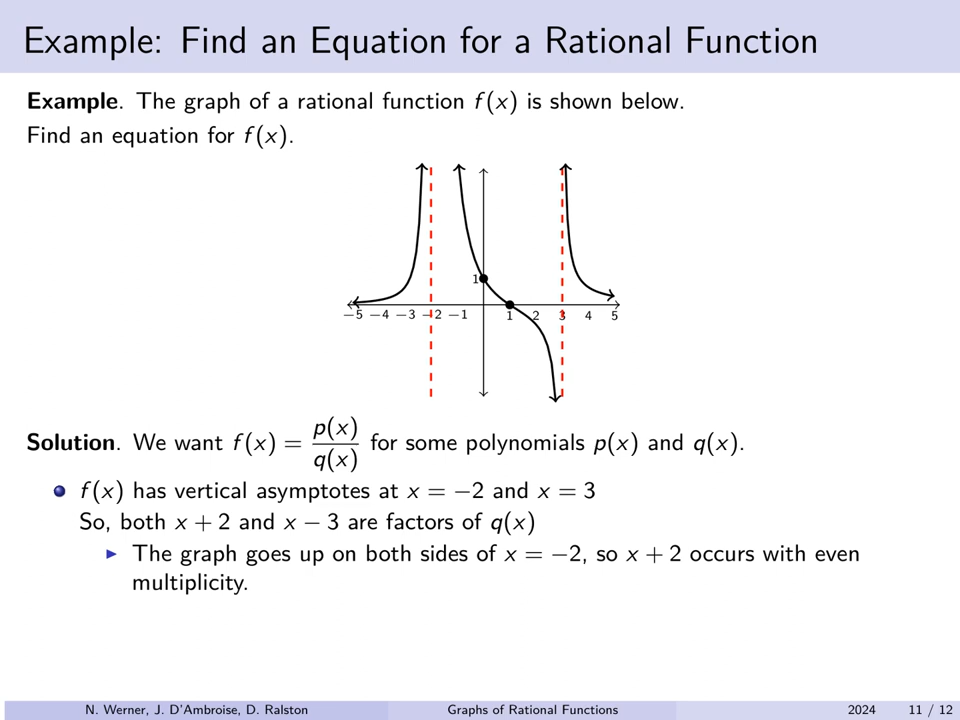 Example: Find an Equation for a Rational Function
Example. The graph of a rational function f(x) is shown below.
Find an equation for f(x).
1
−5 −4 −3 −2 −1 1 2 3 4 5
Solution. We want f(x) = p(x)/q(x) for some polynomials p(x) and q(x).
f(x) has vertical asymptotes at x = −2 and x = 3
So, both x + 2 and x − 3 are factors of q(x)
The graph goes up on both sides of x = −2, so x + 2 occurs with even
multiplicity.
N. Werner, J. D'Ambroise, D. Ralston Graphs of Rational Functions 2024 11 / 12